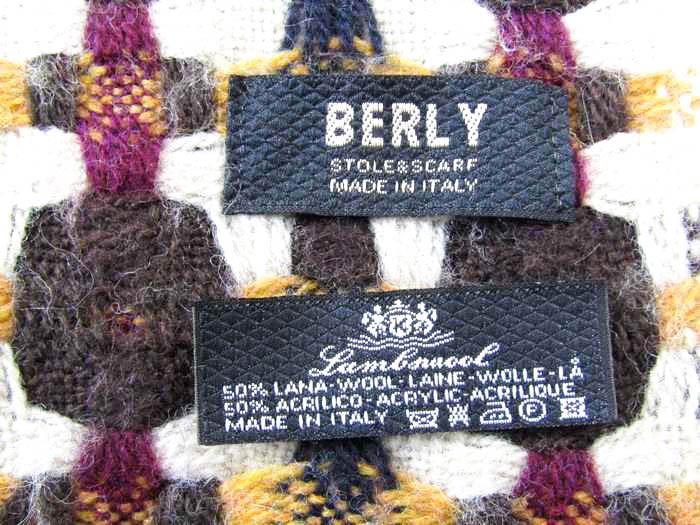 BERLY
STOLE&SCARF
MADE IN ITALY
Lambswool
50% LANA-WOOL-LAINE-WOLLE-LÅ
50% ACRILICO-ACRYLIC-ACRILIQUE
MADE IN ITALY